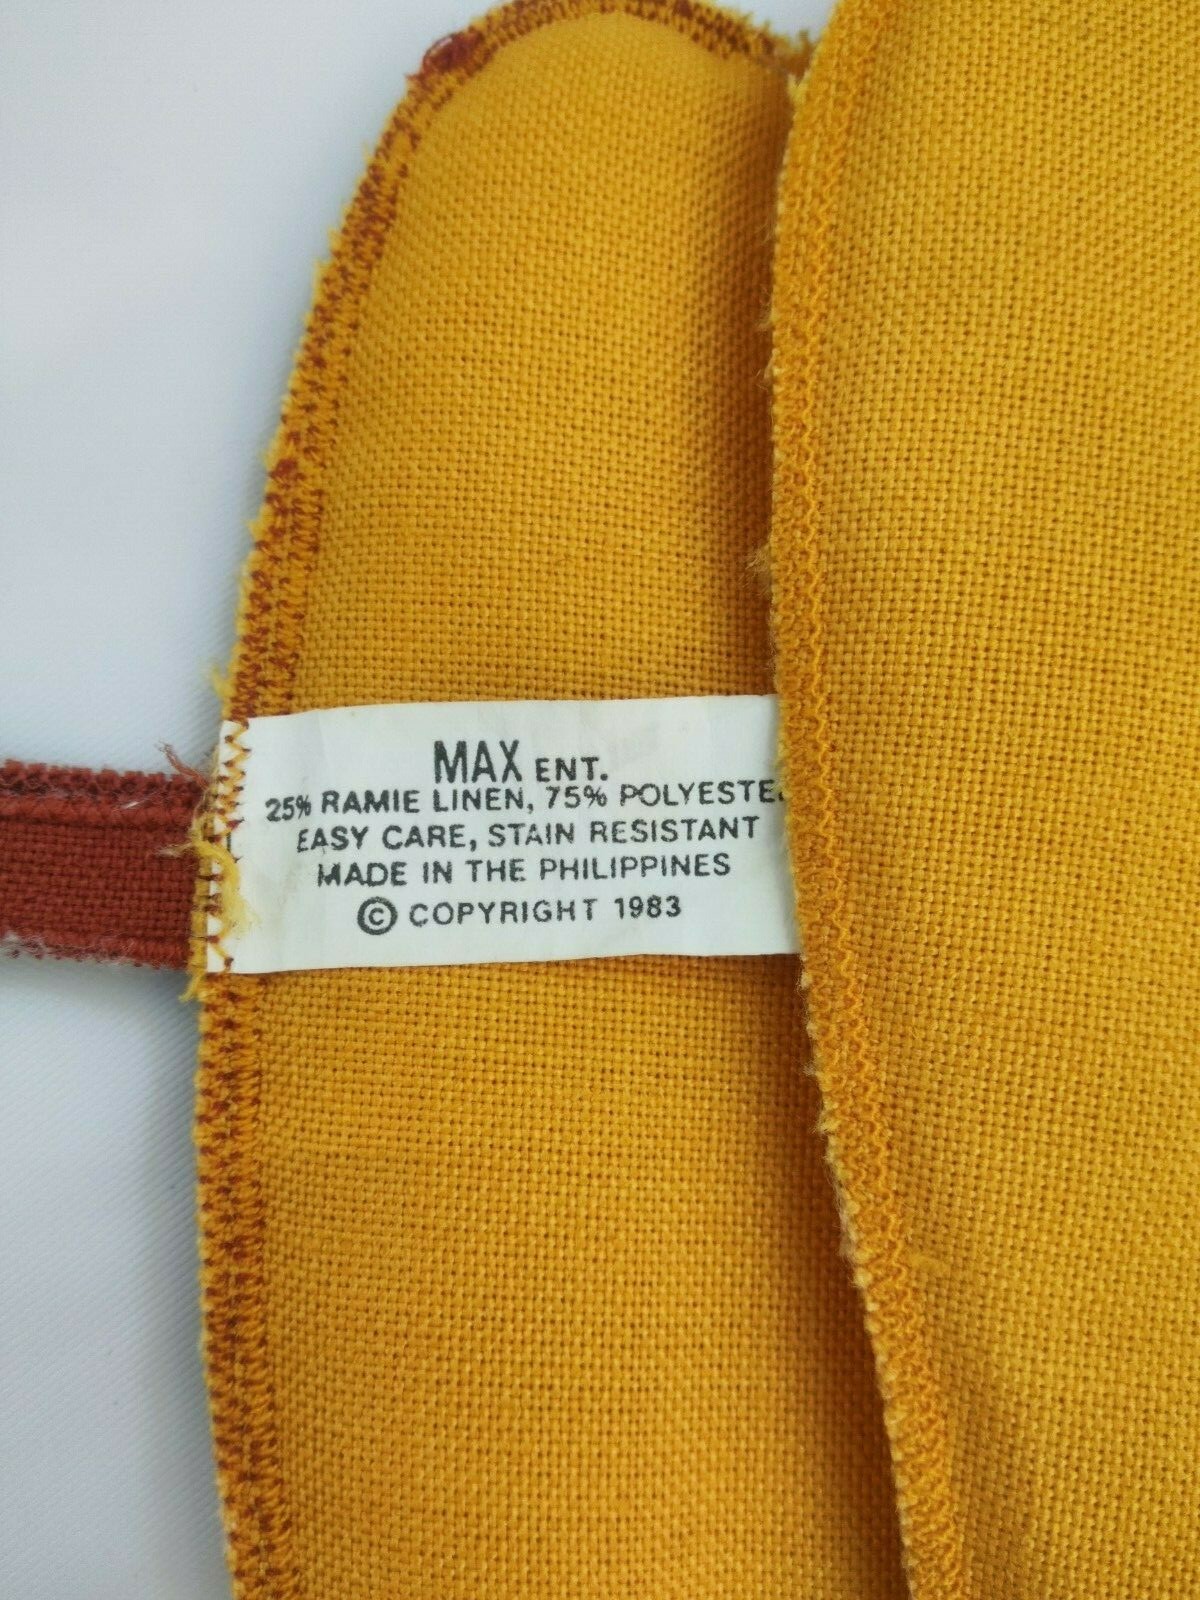 MAX ENT.
25% RAMIE LINEN, 75% POLYESTE
EASY CARE, STAIN RESISTANT
MADE IN THE PHILIPPINES
© COPYRIGHT 1983